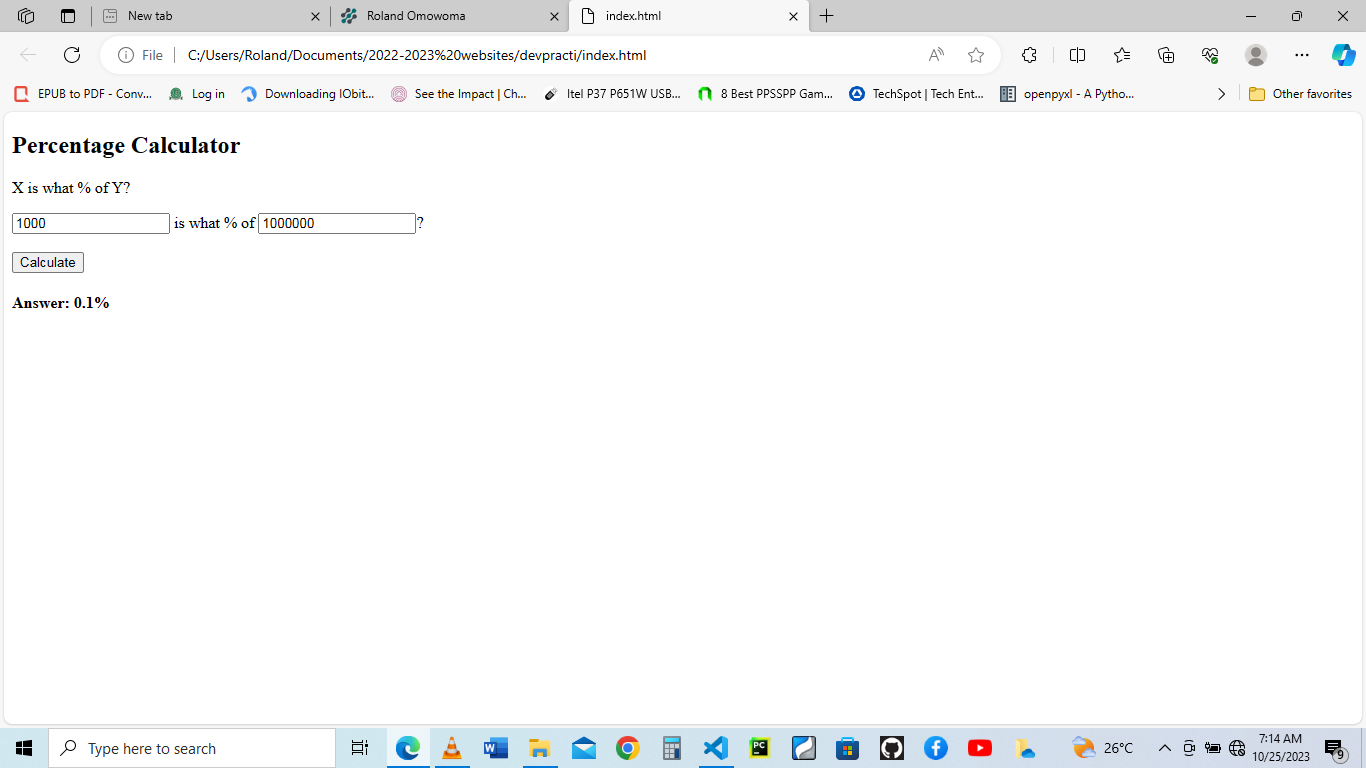 New tab
Roland Omowoma
index.html
File
C:/Users/Roland/Documents/2022-2023%20websites/devpracti/index.html
EPUB to PDF - Conv...
Log in
Downloading IObit...
See the Impact | Ch...
Itel P37 P651W USB...
8 Best PPSSPP Gam...
TechSpot | Tech Ent...
openpyxl - A Pytho...
Other favorites
Percentage Calculator
X is what % of Y?
1000 is what % of 1000000?
Calculate
Answer: 0.1%
Type here to search
26°C
7:14 AM
10/25/2023
9